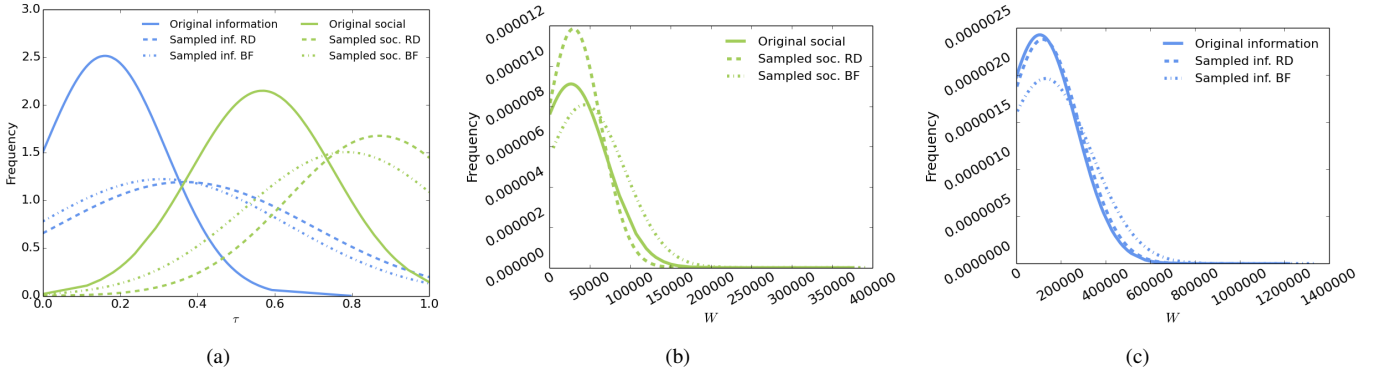 3.0
2.5
2.0
1.5
1.0
0.5
0.0
Frequency
Original information
Sampled inf. RD
Sampled inf. BF
Original social
Sampled soc. RD
Sampled soc. BF
0.0 0.2 0.4 0.6 0.8 1.0
τ
(a)
0.000012
0.000010
0.000008
0.000006
0.000004
0.000002
0.000000
Frequency
Original social
Sampled soc. RD
Sampled soc. BF
0 50000 100000 150000 200000 250000 300000 350000 400000
W
(b)
0.0000025
0.0000020
0.0000015
0.0000010
0.0000005
0.0000000
Frequency
Original information
Sampled inf. RD
Sampled inf. BF
0 200000 400000 600000 800000 1000000 1200000 1400000
W
(c)